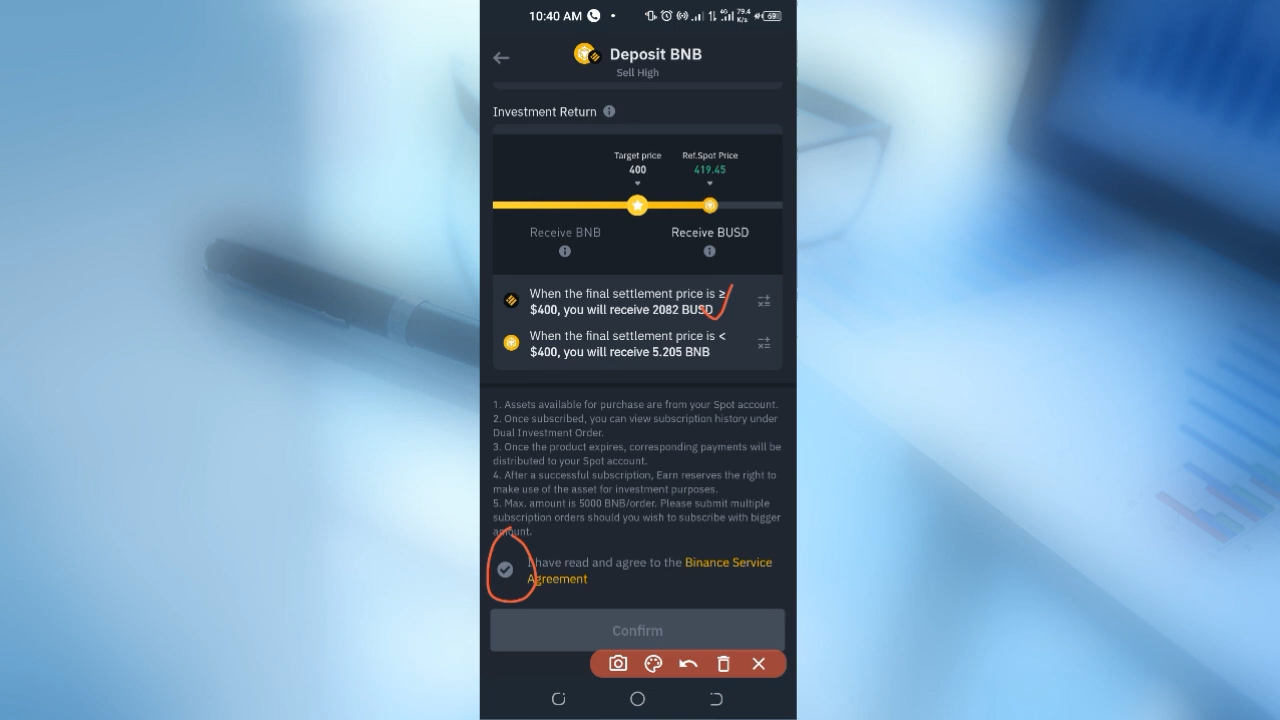 10:40 AM
4G 79.4 K/s 69
Deposit BNB
Sell High
Investment Return
Target price
Ref.Spot Price
400
419.45
Receive BNB
Receive BUSD
When the final settlement price is ≥
$400, you will receive 2082 BUSD
When the final settlement price is <
$400, you will receive 5.205 BNB
1. Assets available for purchase are from your Spot account.
2. Once subscribed, you can view subscription history under
Dual Investment Order.
3. Once the product expires, corresponding payments will be
distributed to your Spot account.
4. After a successful subscription, Earn reserves the right to
make use of the asset for investment purposes.
5. Max. amount is 5000 BNB/order. Please submit multiple
subscription orders should you wish to subscribe with bigger
amount.
I have read and agree to the Binance Service
Agreement
Confirm